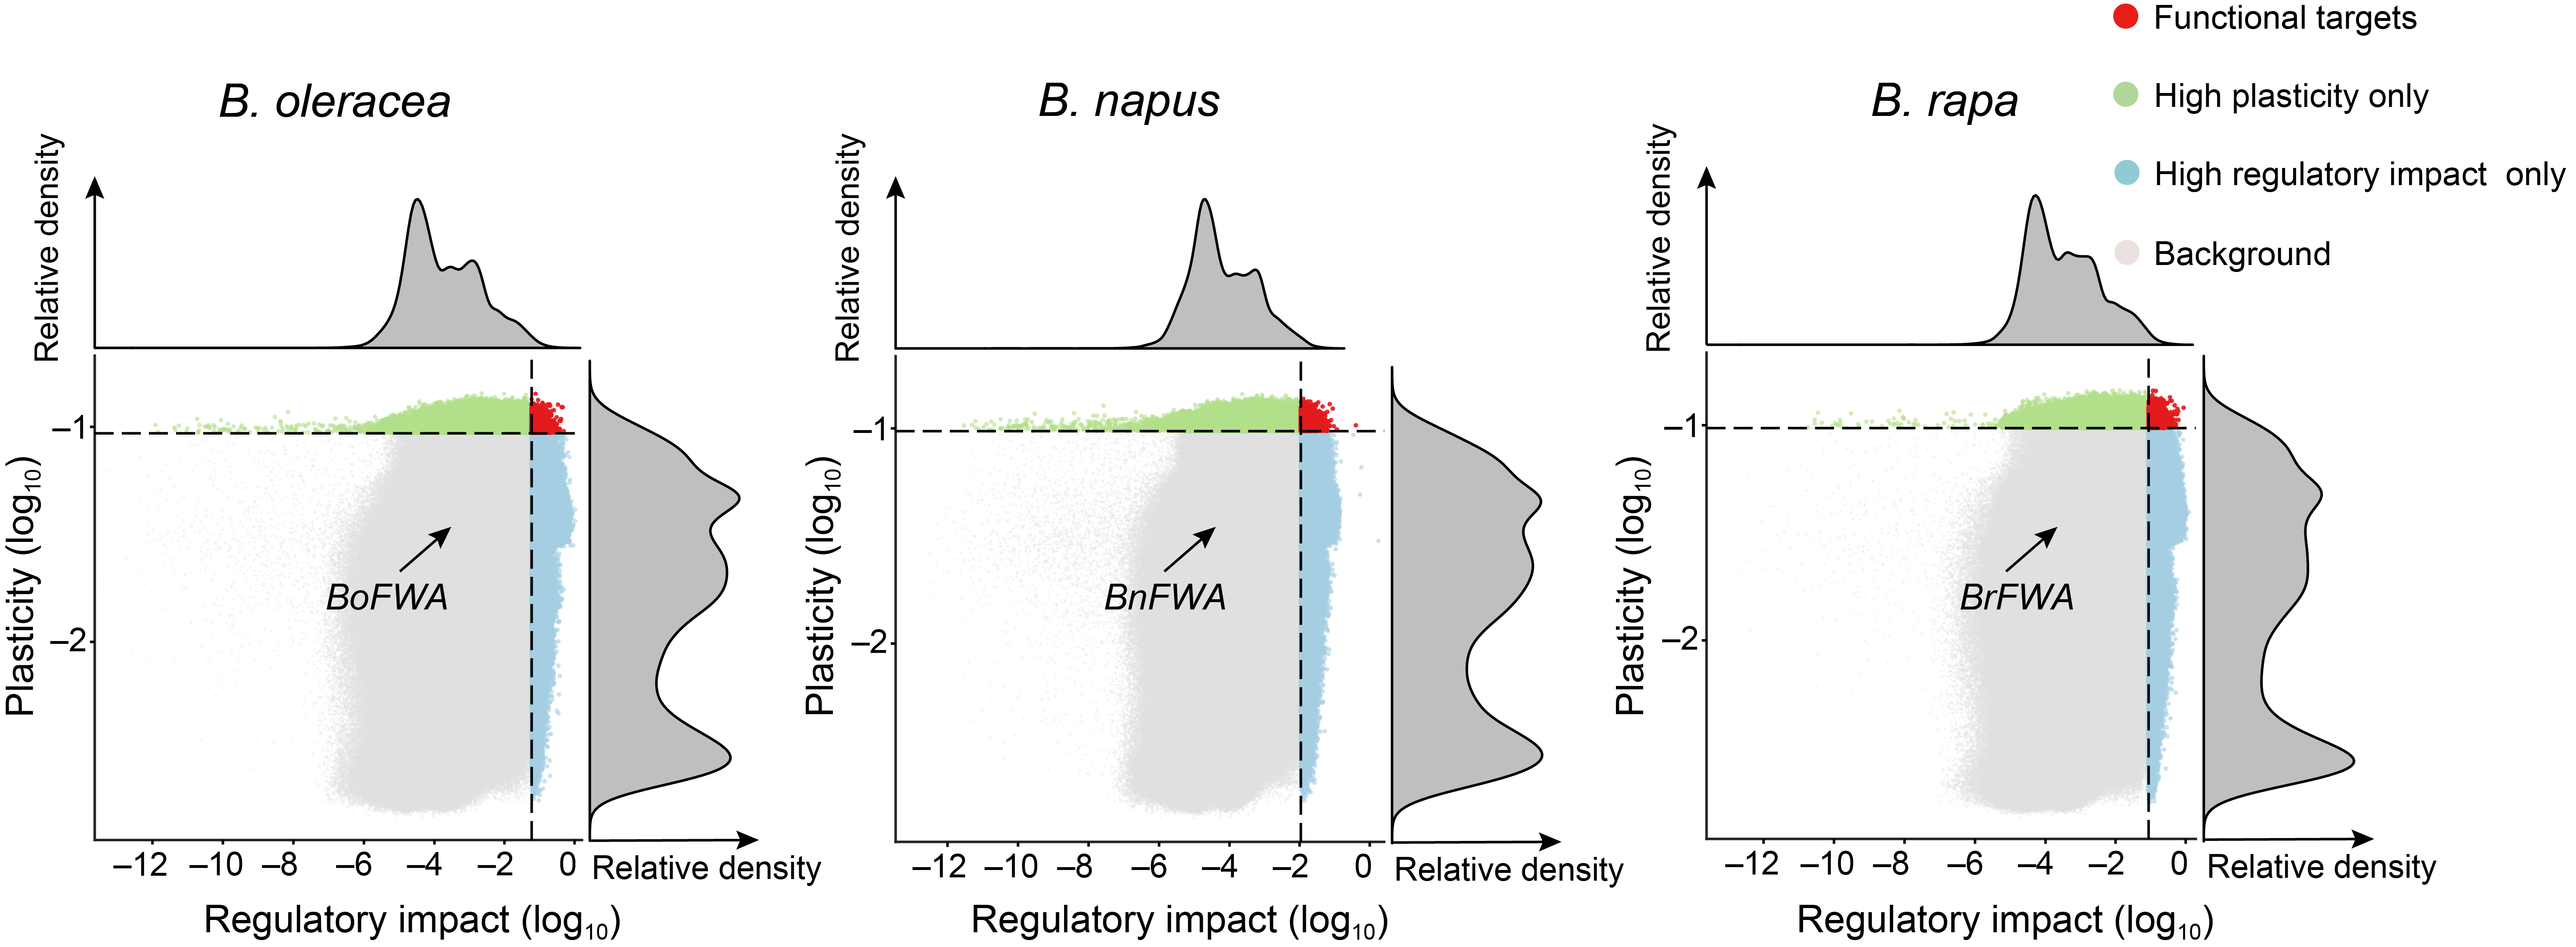 Functional targets
High plasticity only
High regulatory impact  only
Background
B. oleracea
Relative density
Plasticity (log10)
–1
–2
BoFWA
–12 –10 –8 –6 –4 –2 0
Relative density
Regulatory impact (log10)
B. napus
Relative density
Plasticity (log10)
–1
–2
BnFWA
–12 –10 –8 –6 –4 –2 0
Relative density
Regulatory impact (log10)
B. rapa
Relative density
Plasticity (log10)
–1
–2
BrFWA
–12 –10 –8 –6 –4 –2 0
Relative density
Regulatory impact (log10)